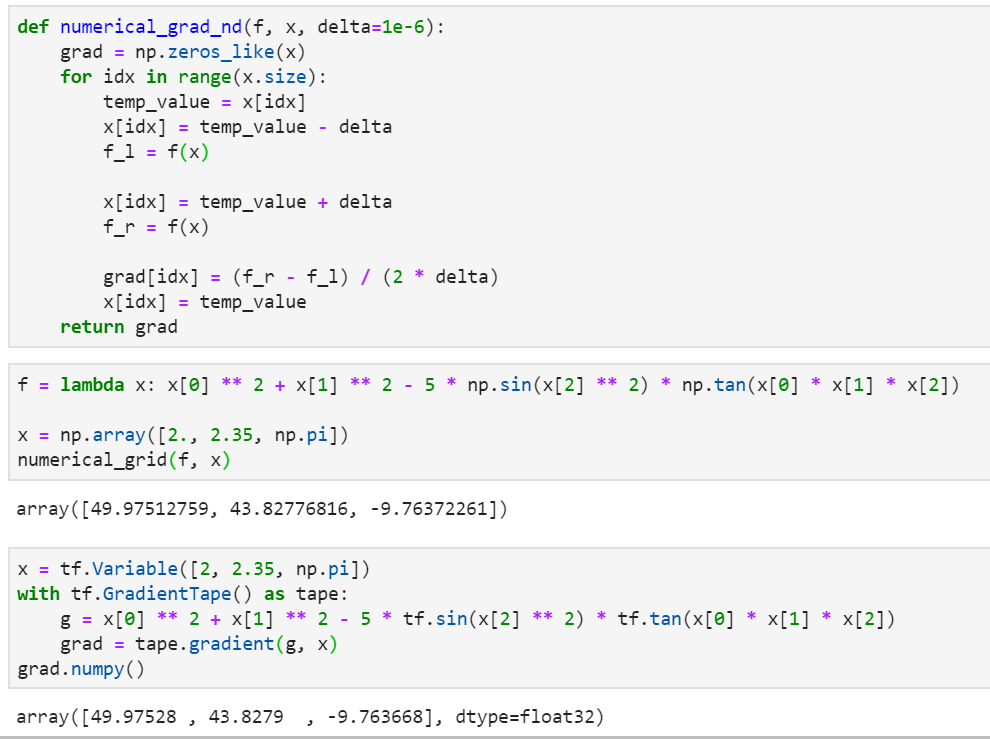 def numerical_grad_nd(f, x, delta=1e-6):
    grad = np.zeros_like(x)
    for idx in range(x.size):
        temp_value = x[idx]
        x[idx] = temp_value - delta
        f_l = f(x)

        x[idx] = temp_value + delta
        f_r = f(x)

        grad[idx] = (f_r - f_l) / (2 * delta)
        x[idx] = temp_value
    return grad

f = lambda x: x[0] ** 2 + x[1] ** 2 - 5 * np.sin(x[2] ** 2) * np.tan(x[0] * x[1] * x[2])

x = np.array([2., 2.35, np.pi])
numerical_grid(f, x)

array([49.97512759, 43.82776816, -9.76372261])

x = tf.Variable([2, 2.35, np.pi])
with tf.GradientTape() as tape:
    g = x[0] ** 2 + x[1] ** 2 - 5 * tf.sin(x[2] ** 2) * tf.tan(x[0] * x[1] * x[2])
    grad = tape.gradient(g, x)
grad.numpy()

array([49.97528 , 43.8279  , -9.763668], dtype=float32)